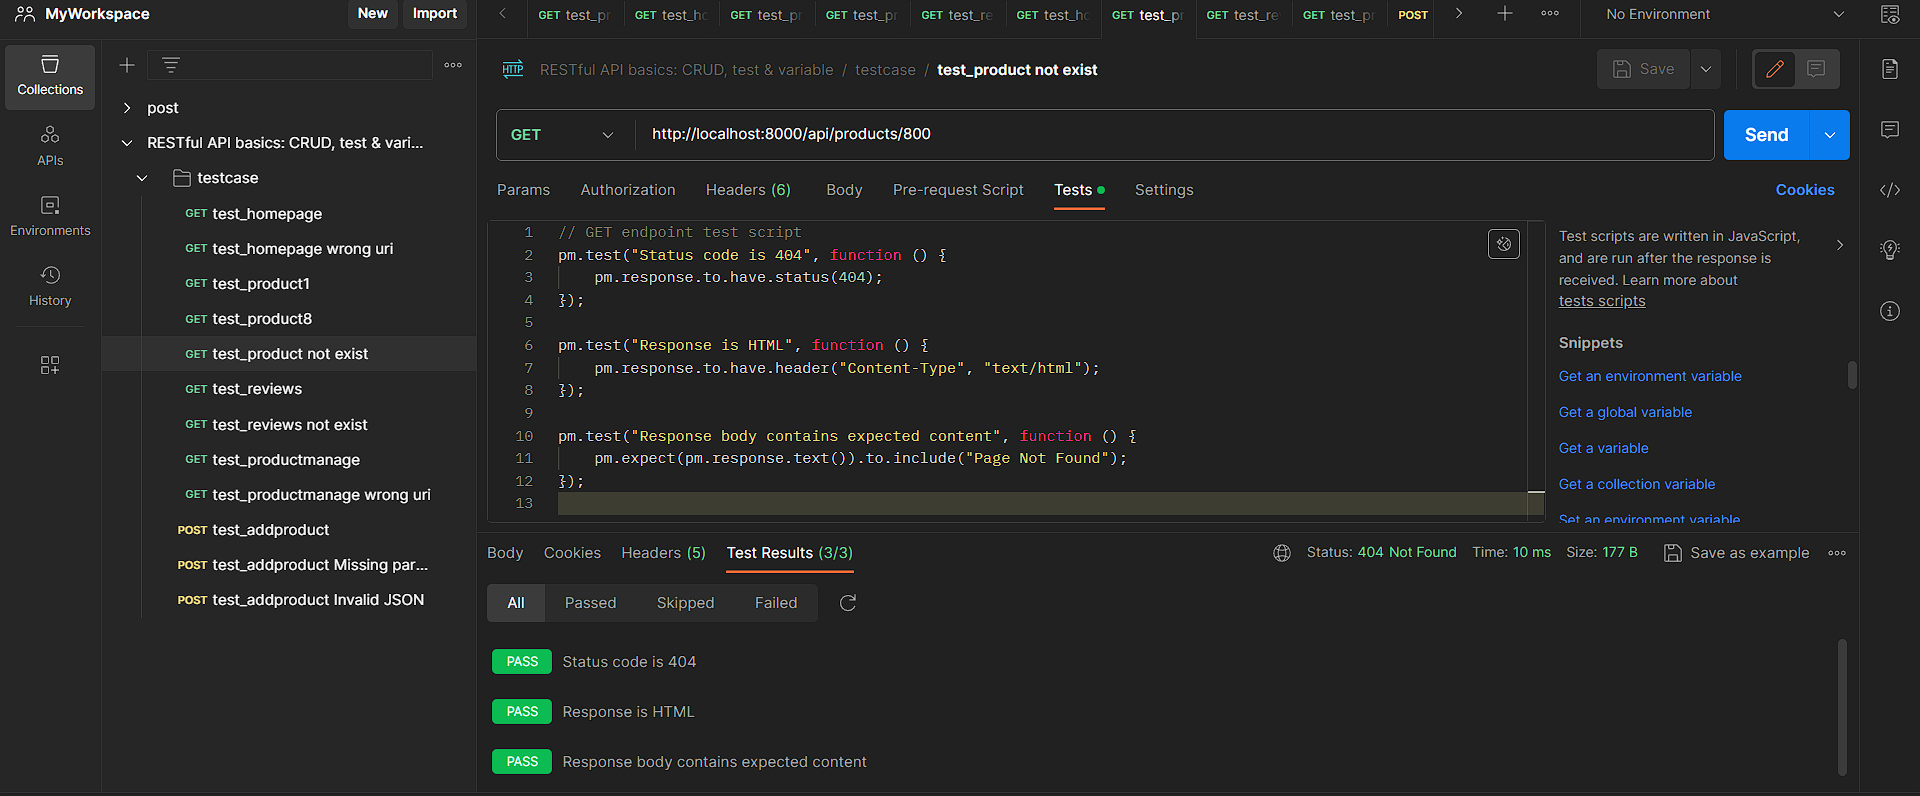 MyWorkspace
New
Import
GET test_pr
GET test_hc
GET test_pr
GET test_pr
GET test_re
GET test_hc
GET test_pr
GET test_re
GET test_pr
POST
No Environment
Collections
APIs
Environments
History
post
RESTful API basics: CRUD, test & vari...
testcase
GET test_homepage
GET test_homepage wrong uri
GET test_product1
GET test_product8
GET test_product not exist
GET test_reviews
GET test_reviews not exist
GET test_productmanage
GET test_productmanage wrong uri
POST test_addproduct
POST test_addproduct Missing par...
POST test_addproduct Invalid JSON
HTTP RESTful API basics: CRUD, test & variable / testcase / test_product not exist
Save
GET http://localhost:8000/api/products/800
Send
Params Authorization Headers (6) Body Pre-request Script Tests Settings
Cookies
1 // GET endpoint test script
2 pm.test("Status code is 404", function () {
3 pm.response.to.have.status(404);
4 });
5
6 pm.test("Response is HTML", function () {
7 pm.response.to.have.header("Content-Type", "text/html");
8 });
9
10 pm.test("Response body contains expected content", function () {
11 pm.expect(pm.response.text()).to.include("Page Not Found");
12 });
13
Test scripts are written in JavaScript,
and are run after the response is
received. Learn more about
tests scripts
Snippets
Get an environment variable
Get a global variable
Get a variable
Get a collection variable
Set an environment variable
Body Cookies Headers (5) Test Results (3/3)
Status: 404 Not Found Time: 10 ms Size: 177 B Save as example
All Passed Skipped Failed
PASS Status code is 404
PASS Response is HTML
PASS Response body contains expected content